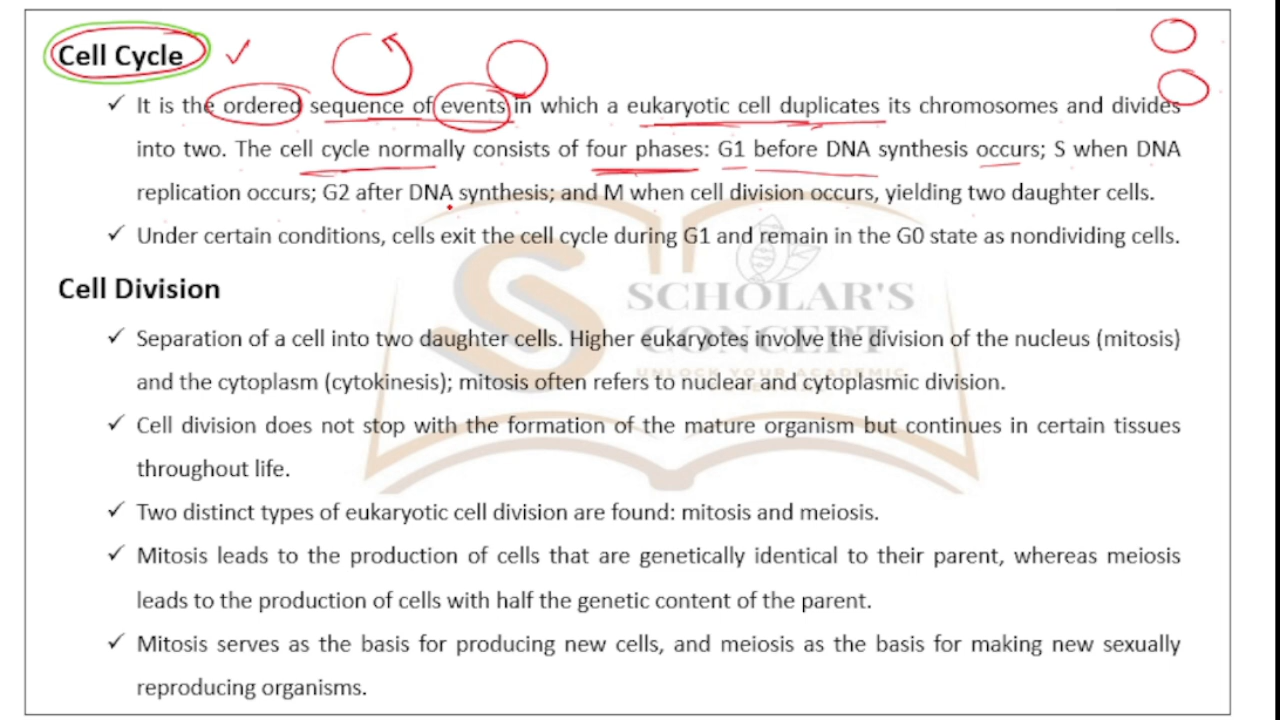 Cell Cycle
✓ It is the ordered sequence of events in which a eukaryotic cell duplicates its chromosomes and divides
into two. The cell cycle normally consists of four phases: G1 before DNA synthesis occurs; S when DNA
replication occurs; G2 after DNA synthesis; and M when cell division occurs, yielding two daughter cells.
✓ Under certain conditions, cells exit the cell cycle during G1 and remain in the G0 state as nondividing cells.
Cell Division
SCHOLAR'S
✓ Separation of a cell into two daughter cells. Higher eukaryotes involve the division of the nucleus (mitosis)
CONCEPT
UNLOCK YOUR ACADEMIC
and the cytoplasm (cytokinesis); mitosis often refers to nuclear and cytoplasmic division.
✓ Cell division does not stop with the formation of the mature organism but continues in certain tissues
throughout life.
✓ Two distinct types of eukaryotic cell division are found: mitosis and meiosis.
✓ Mitosis leads to the production of cells that are genetically identical to their parent, whereas meiosis
leads to the production of cells with half the genetic content of the parent.
✓ Mitosis serves as the basis for producing new cells, and meiosis as the basis for making new sexually
reproducing organisms.